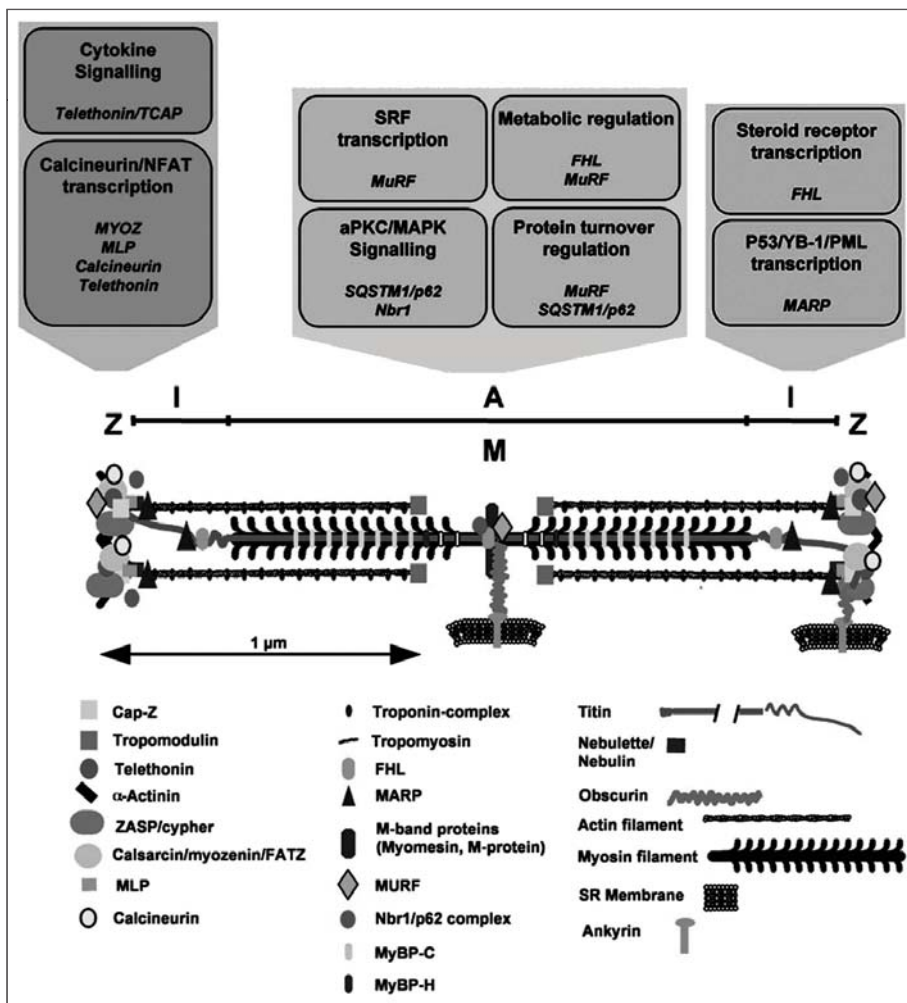 Cytokine
Signalling
Telethonin/TCAP
Calcineurin/NFAT
transcription
MYOZ
MLP
Calcineurin
Telethonin
SRF
transcription
MuRF
Metabolic regulation
FHL
MuRF
aPKC/MAPK
Signalling
SQSTM1/p62
Nbr1
Protein turnover
regulation
MuRF
SQSTM1/p62
Steroid receptor
transcription
FHL
P53/YB-1/PML
transcription
MARP
I
A
I
Z
Z
M
1 µm
Cap-Z
Tropomodulin
Telethonin
α-Actinin
ZASP/cypher
Calsarcin/myozenin/FATZ
MLP
Calcineurin
Troponin-complex
Tropomyosin
FHL
MARP
M-band proteins
(Myomesin, M-protein)
MURF
Nbr1/p62 complex
MyBP-C
MyBP-H
Titin
Nebulette/
Nebulin
Obscurin
Actin filament
Myosin filament
SR Membrane
Ankyrin